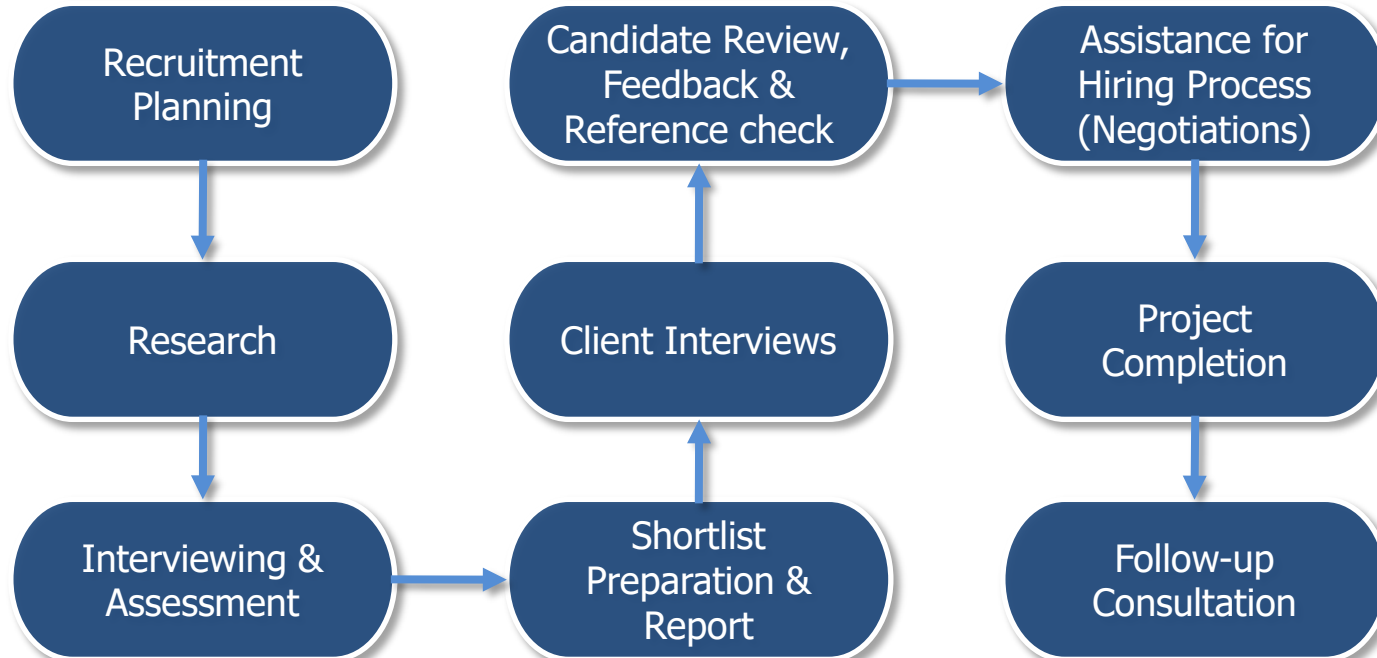 Recruitment
Planning
Research
Interviewing &
Assessment
Shortlist
Preparation &
Report
Client Interviews
Candidate Review,
Feedback &
Reference check
Assistance for
Hiring Process
(Negotiations)
Project
Completion
Follow-up
Consultation